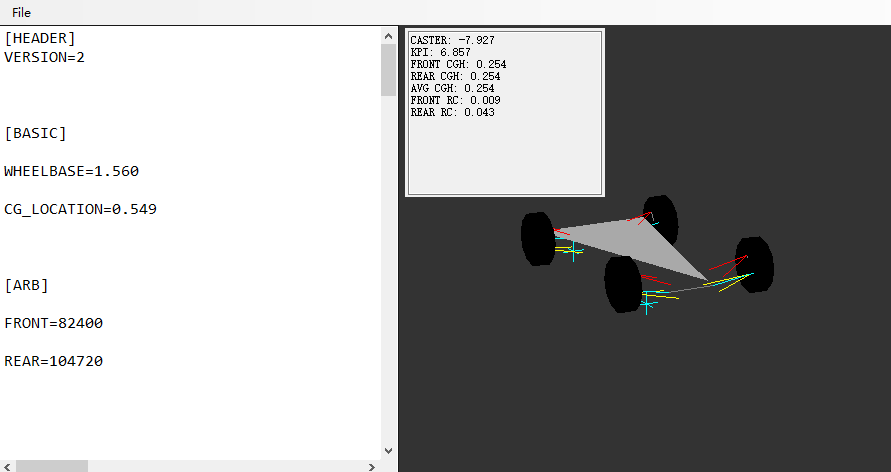 File
[HEADER]
VERSION=2
[BASIC]
WHEELBASE=1.560
CG_LOCATION=0.549
[ARB]
FRONT=82400
REAR=104720
CASTER: -7.927
KPI: 6.857
FRONT CGH: 0.254
REAR CGH: 0.254
AVG CGH: 0.254
FRONT RC: 0.009
REAR RC: 0.043